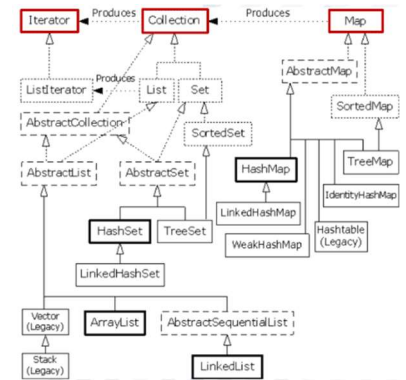 Iterator
Produces
Collection
Produces
Map
ListIterator
Produces
List
Set
AbstractMap
AbstractCollection
SortedSet
SortedMap
AbstractList
AbstractSet
HashMap
TreeMap
IdentityHashMap
LinkedHashMap
HashSet
TreeSet
WeakHashMap
Hashtable
(Legacy)
LinkedHashSet
Vector
(Legacy)
ArrayList
AbstractSequentialList
Stack
(Legacy)
LinkedList